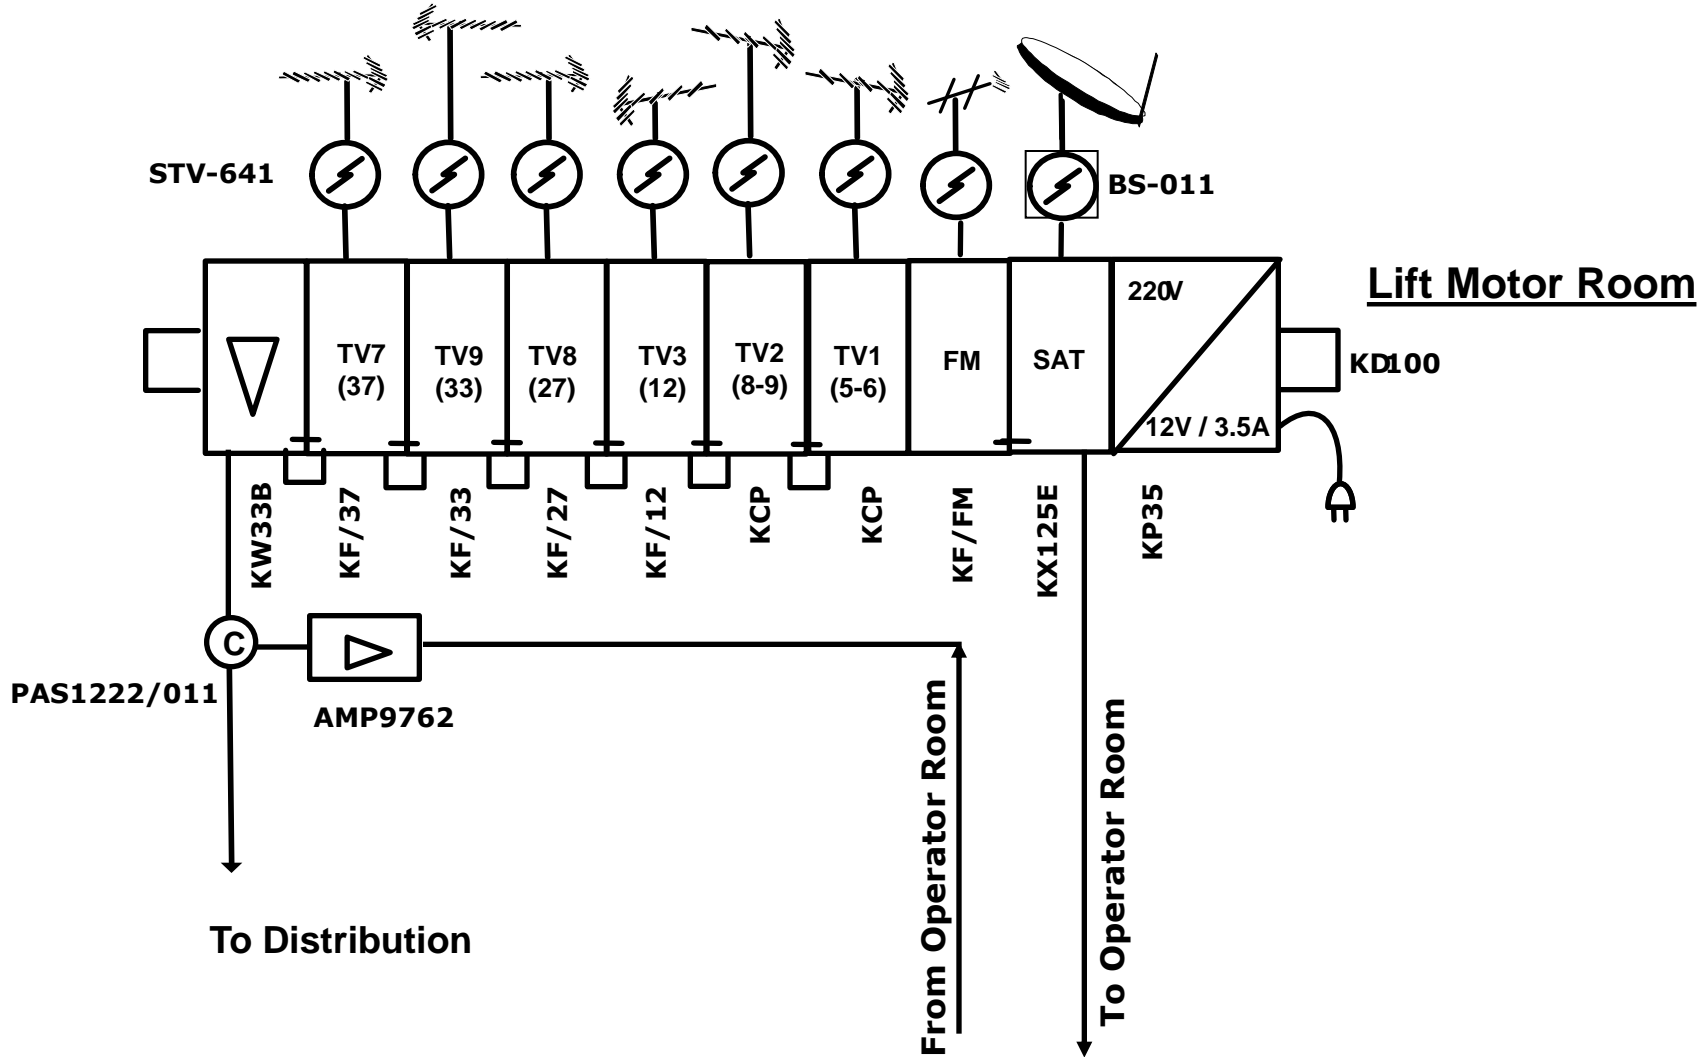 STV-641
BS-011
Lift Motor Room
220V
TV7
(37)
TV9
(33)
TV8
(27)
TV3
(12)
TV2
(8-9)
TV1
(5-6)
FM
SAT
KD100
12V / 3.5A
KW33B
KF/37
KF/33
KF/27
KF/12
KCP
KCP
KF/FM
KX125E
KP35
C
PAS1222/011
AMP9762
From Operator Room
To Operator Room
To Distribution